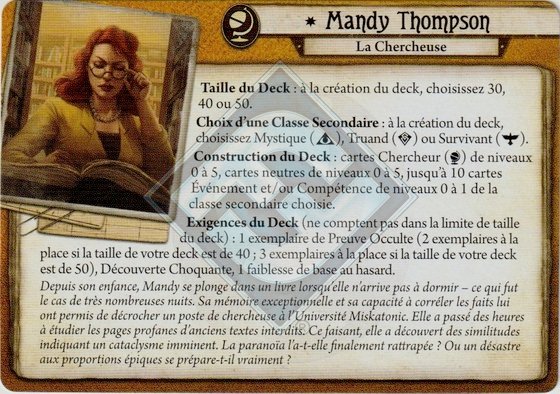 Mandy Thompson
La Chercheuse
Taille du Deck : à la création du deck, choisissez 30,
40 ou 50.
Choix d'une Classe Secondaire : à la création du deck,
choisissez Mystique (), Truand () ou Survivant ().
Construction du Deck : cartes Chercheur () de niveaux
0 à 5, cartes neutres de niveaux 0 à 5, jusqu'à 10 cartes
Événement et/ou Compétence de niveaux 0 à 1 de la
classe secondaire choisie.
Exigences du Deck (ne comptent pas dans la limite de taille
du deck) : 1 exemplaire de Preuve Occulte (2 exemplaires à la
place si la taille de votre deck est de 40 ; 3 exemplaires à la place si la taille de votre deck
est de 50), Découverte Choquante, 1 faiblesse de base au hasard.
Depuis son enfance, Mandy se plonge dans un livre lorsqu'elle n'arrive pas à dormir – ce qui fut
le cas de très nombreuses nuits. Sa mémoire exceptionnelle et sa capacité à corréler les faits lui
ont permis de décrocher un poste de chercheuse à l'Université Miskatonic. Elle a passé des heures
à étudier les pages profanes d'anciens textes interdits. Ce faisant, elle a découvert des similitudes
indiquant un cataclysme imminent. La paranoïa l'a-t-elle finalement rattrapée ? Ou un désastre
aux proportions épiques se prépare-t-il vraiment ?